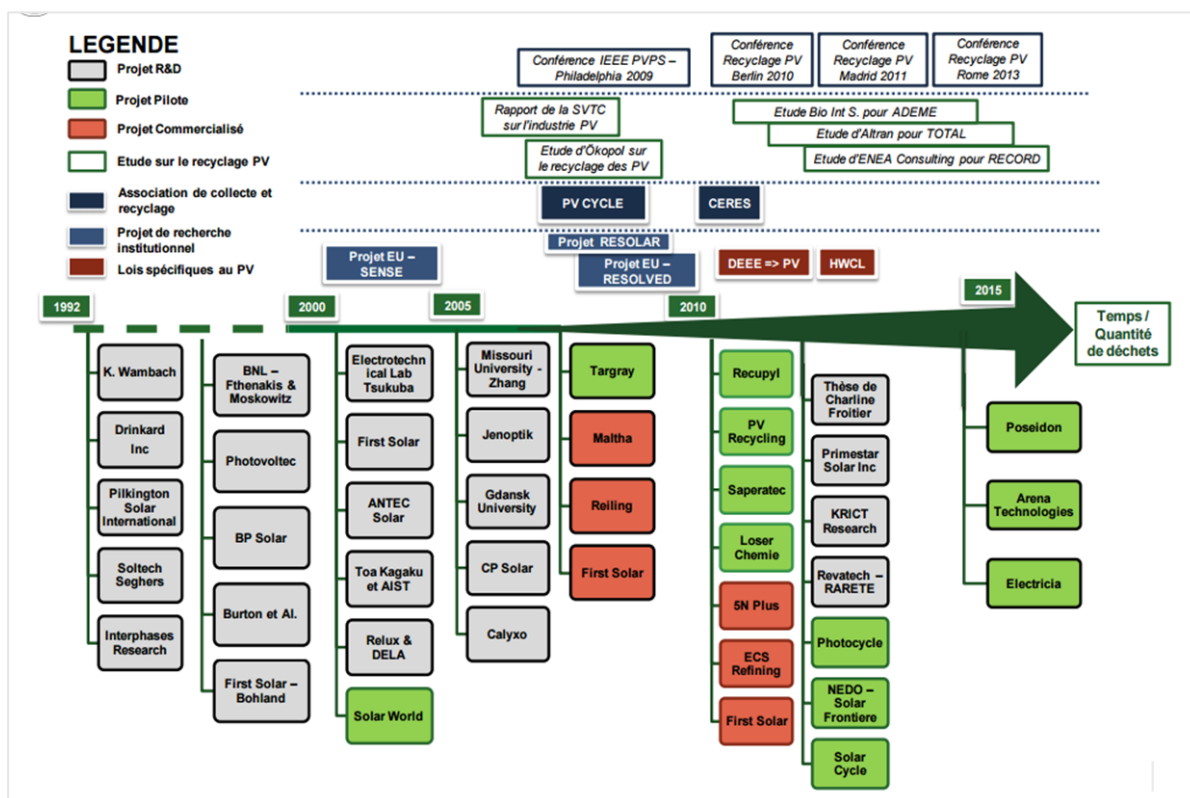 LEGENDE
Projet R&D
Projet Pilote
Projet Commercialisé
Etude sur le recyclage PV
Association de collecte et
recyclage
Projet de recherche
institutionnel
Lois spécifiques au PV
Conférence IEEE PVPS –
Philadelphia 2009
Conférence
Recyclage PV
Berlin 2010
Conférence
Recyclage PV
Madrid 2011
Conférence
Recyclage PV
Rome 2013
Rapport de la SVTC
sur l'industrie PV
Etude d'Ökopol sur
le recyclage des PV
Etude Bio Int S. pour ADEME
Etude d'Altran pour TOTAL
Etude d'ENEA Consulting pour RECORD
PV CYCLE
CERES
Projet RESOLAR
Projet EU –
SENSE
Projet EU –
RESOLVED
DEEE => PV
HWCL
1992
2000
2005
2010
2015
Temps /
Quantité
de déchets
K. Wambach
Drinkard
Inc
Pilkington
Solar
International
Soltech
Seghers
Interphases
Research
BNL –
Fthenakis &
Moskowitz
Photovoltec
BP Solar
Burton et Al.
First Solar –
Bohland
Electrotechn
ical Lab
Tsukuba
First Solar
ANTEC
Solar
Toa Kagaku
et AIST
Relux &
DELA
Solar World
Missouri
University -
Zhang
Jenoptik
Gdansk
University
CP Solar
Calyxo
Targray
Maltha
Reiling
First Solar
Recupyl
PV
Recycling
Saperatec
Loser
Chemie
5N Plus
ECS
Refining
First Solar
Thèse de
Charline
Froitier
Primestar
Solar Inc
KRICT
Research
Revatech –
RARETE
Photocycle
NEDO –
Solar
Frontiere
Solar
Cycle
Poseidon
Arena
Technologies
Electricia